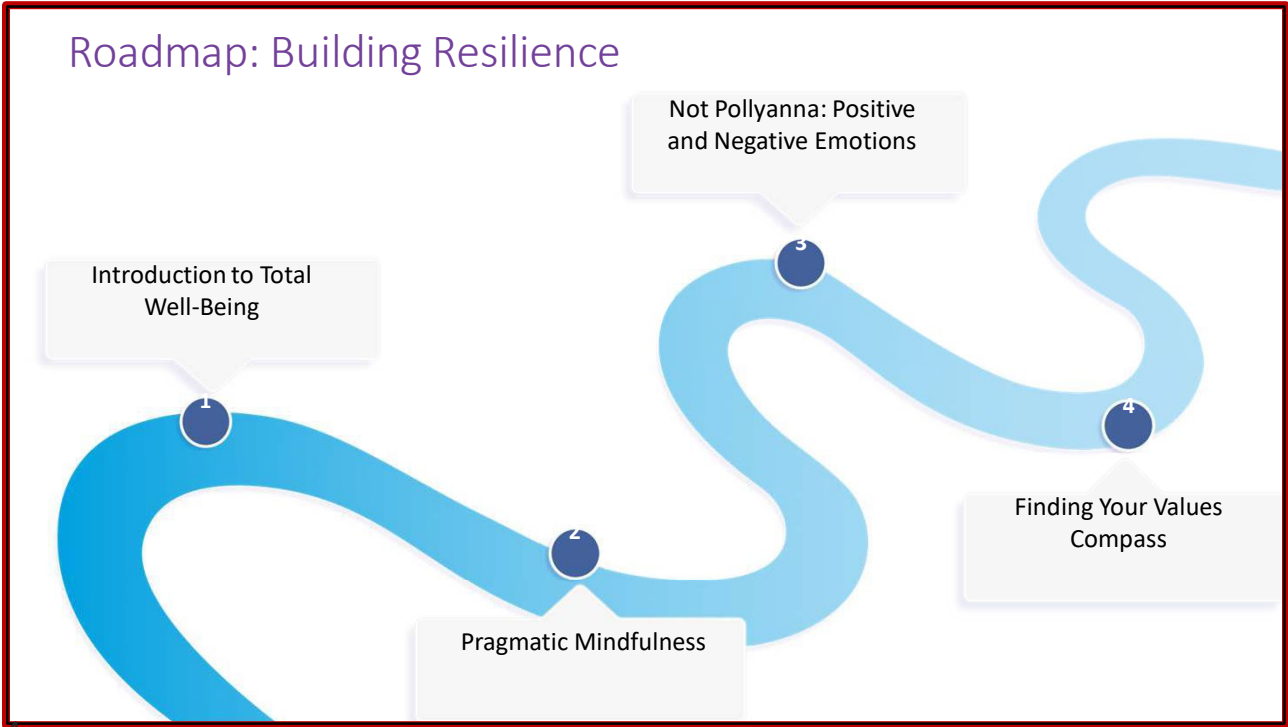 Roadmap: Building Resilience
Not Pollyanna: Positive
and Negative Emotions
3
Introduction to Total
Well-Being
1
4
Finding Your Values
Compass
2
Pragmatic Mindfulness